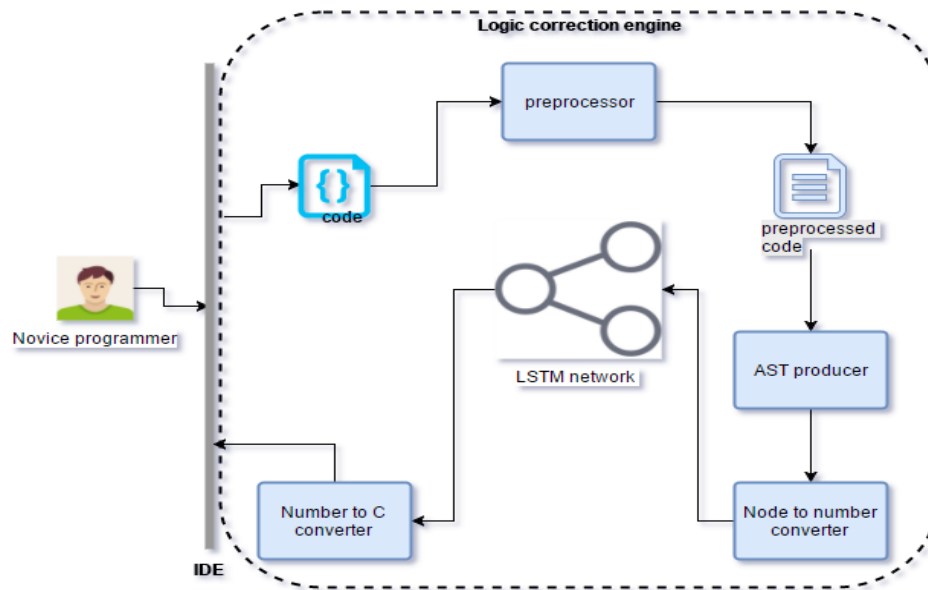 Logic correction engine
preprocessor
{}
code
preprocessed
code
Novice programmer
LSTM network
AST producer
Number to C
converter
Node to number
converter
IDE